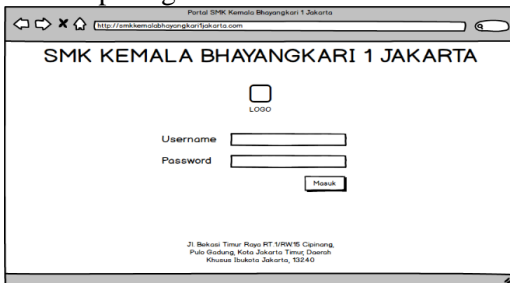 Portal SMK Kemala Bhayangkari 1 Jakarta
http://smkkemalabhayangkari1jakarta.com
SMK KEMALA BHAYANGKARI 1 JAKARTA
LOGO
Username
Password
Masuk
Jl. Bekasi Timur Raya RT.1/RW.15 Cipinang,
Pulo Gadung, Kota Jakarta Timur, Daerah
Khusus Ibukota Jakarta, 13240